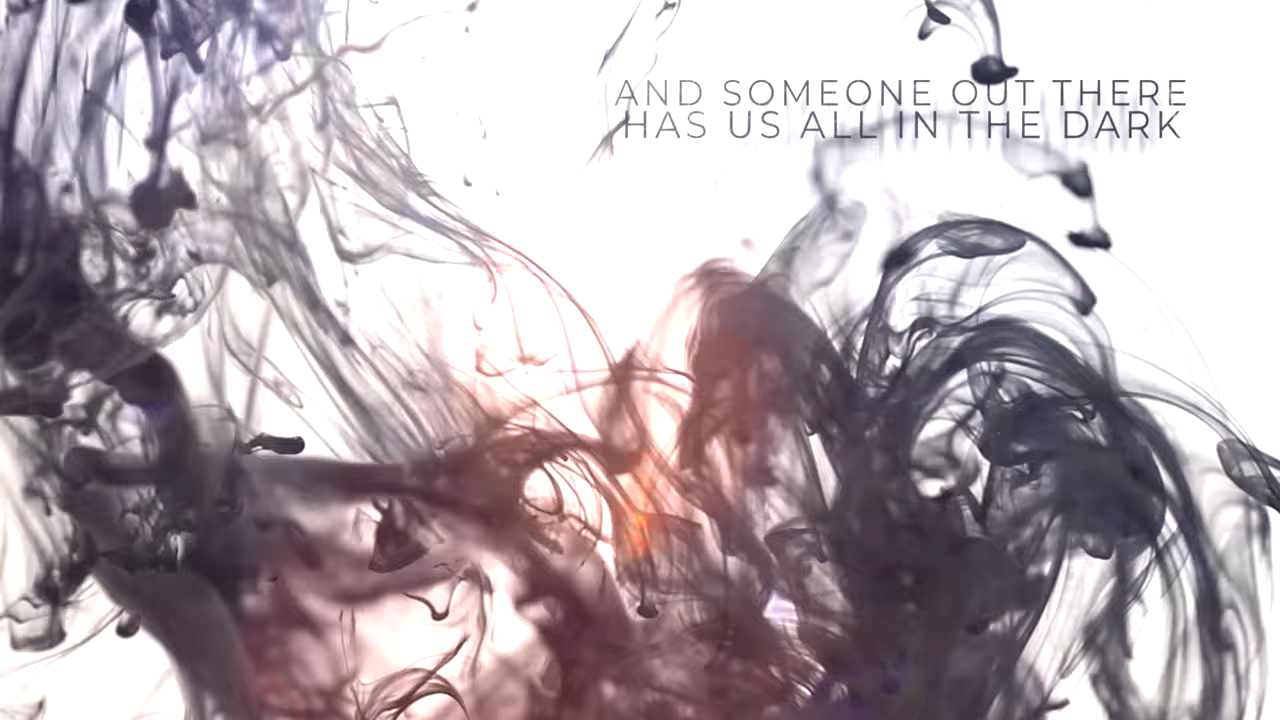 AND SOMEONE OUT THERE
HAS US ALL IN THE DARK